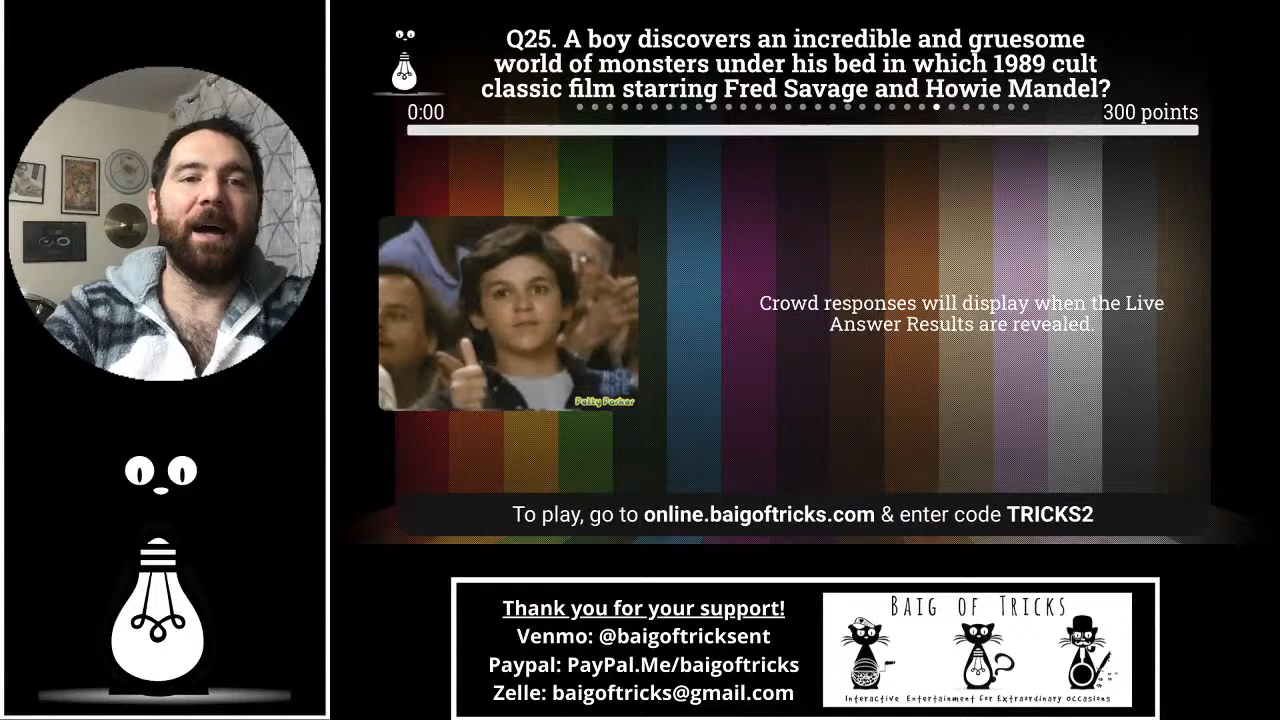 Q25. A boy discovers an incredible and gruesome
world of monsters under his bed in which 1989 cult
classic film starring Fred Savage and Howie Mandel?
0:00
300 points
Crowd responses will display when the Live
Answer Results are revealed.
Patty Parker
To play, go to online.baigoftricks.com & enter code TRICKS2
Thank you for your support!
Venmo: @baigoftricksent
Paypal: PayPal.Me/baigoftricks
Zelle: baigoftricks@gmail.com
BAIG OF TRICKS
Interactive Entertainment for Extraordinary occasions